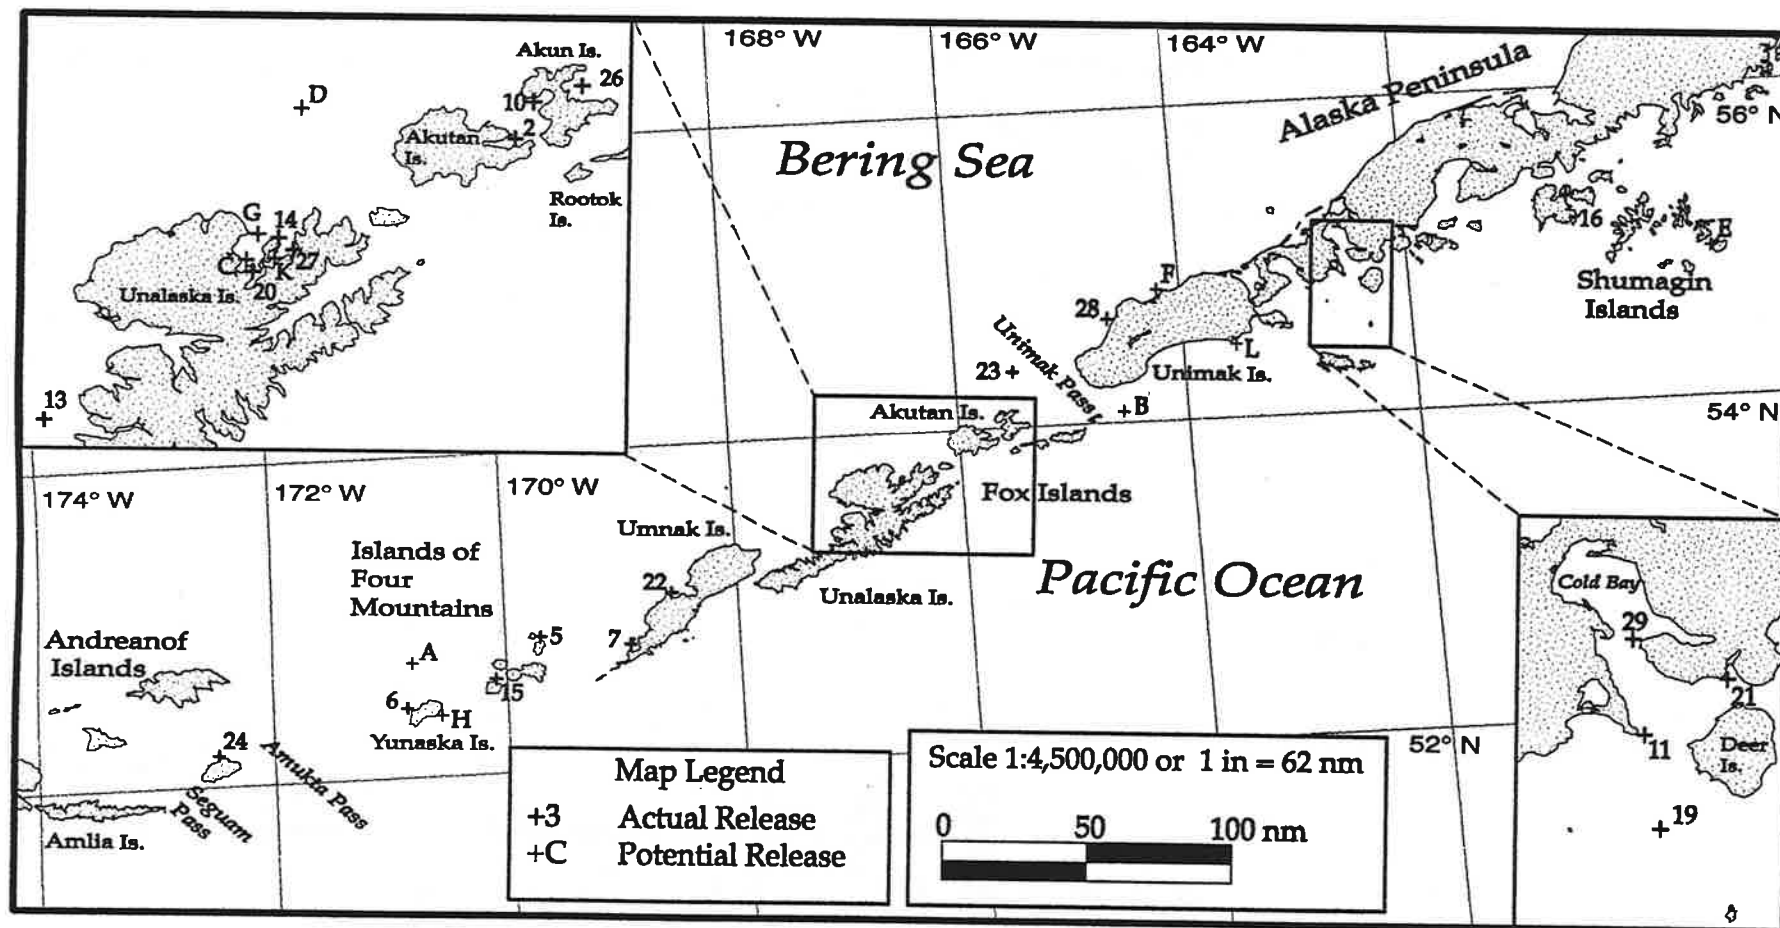 168° W
166° W
164° W
Akun Is.
26
10
D
2
Akutan
Is.
Rootok
Is.
G
14
C
27
K
20
Unalaska Is.
13
Bering Sea
Alaska Peninsula
56° N
16
E
Shumagin
Islands
F
28
Unimak Pass
L
23
Unimak Is.
B
54° N
Akutan Is.
Fox Islands
174° W
172° W
170° W
Umnak Is.
Islands of
Four
Mountains
22
Unalaska Is.
Pacific Ocean
Andreanof
Islands
A
5
7
15
6
H
Yunaska Is.
24
Amukta Pass
Seguam
Pass
Amlia Is.
52° N
Map Legend
+3 Actual Release
+C Potential Release
Scale 1:4,500,000 or 1 in = 62 nm
0 50 100 nm
Cold Bay
29
21
11
Deer
Is.
19